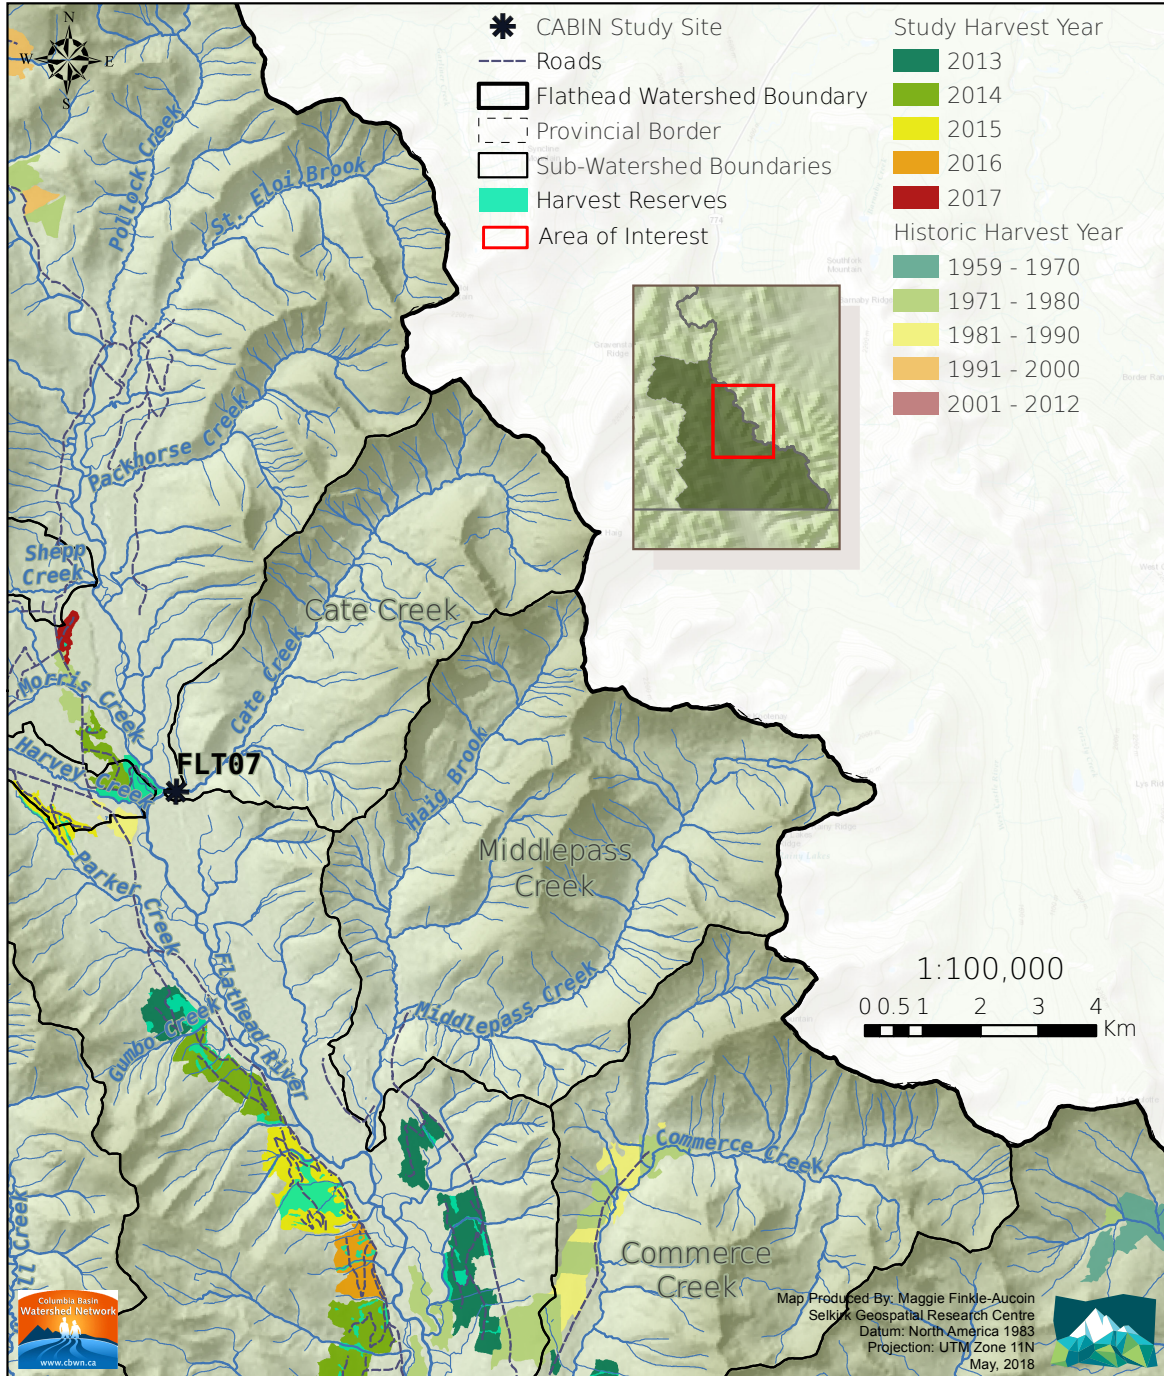 N
W
E
S
CABIN Study Site
Roads
Flathead Watershed Boundary
Provincial Border
Sub-Watershed Boundaries
Harvest Reserves
Area of Interest
Study Harvest Year
2013
2014
2015
2016
2017
Historic Harvest Year
1959 - 1970
1971 - 1980
1981 - 1990
1991 - 2000
2001 - 2012
774
Pollock Creek
St. Eloi Brook
Packhorse Creek
Shepp
Creek
Cate Creek
Cate Creek
Morris Creek
Harvey Creek
FLT07
Haig Brook
Middlepass
Creek
Parker Creek
Flathead River
Middlepass Creek
Gumbo Creek
Commerce Creek
Commerce
Creek
ll Creek
1:100,000
0 0.5 1 2 3 4
Km
Columbia Basin
Watershed Network
www.cbwn.ca
Map Produced By: Maggie Finkle-Aucoin
Selkirk Geospatial Research Centre
Datum: North America 1983
Projection: UTM Zone 11N
May, 2018